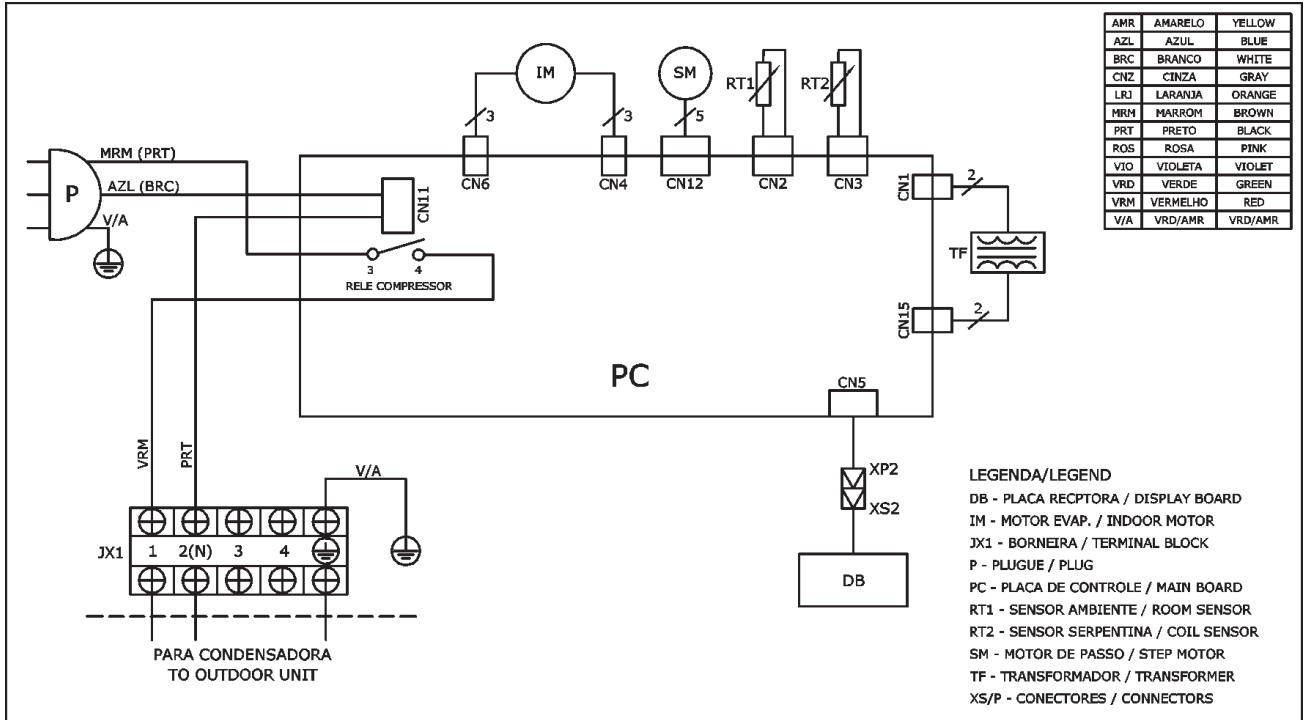 AMR AMARELO YELLOW
AZL AZUL BLUE
BRC BRANCO WHITE
CNZ CINZA GRAY
LRJ LARANJA ORANGE
MRM MARROM BROWN
PRT PRETO BLACK
ROS ROSA PINK
VIO VIOLETA VIOLET
VRD VERDE GREEN
VRM VERMELHO RED
V/A VRD/AMR VRD/AMR
IM
SM
RT1
RT2
3
3
5
CN6
CN4
CN12
CN2
CN3
P
MRM (PRT)
AZL (BRC)
V/A
CN11
3
4
RELE COMPRESSOR
CN1
2
TF
CN15
2
PC
CN5
XP2
XS2
DB
VRM
PRT
V/A
JX1
1 2(N) 3 4
PARA CONDENSADORA
TO OUTDOOR UNIT
LEGENDA/LEGEND
DB - PLACA RECPTORA / DISPLAY BOARD
IM - MOTOR EVAP. / INDOOR MOTOR
JX1 - BORNEIRA / TERMINAL BLOCK
P - PLUGUE / PLUG
PC - PLACA DE CONTROLE / MAIN BOARD
RT1 - SENSOR AMBIENTE / ROOM SENSOR
RT2 - SENSOR SERPENTINA / COIL SENSOR
SM - MOTOR DE PASSO / STEP MOTOR
TF - TRANSFORMADOR / TRANSFORMER
XS/P - CONECTORES / CONNECTORS